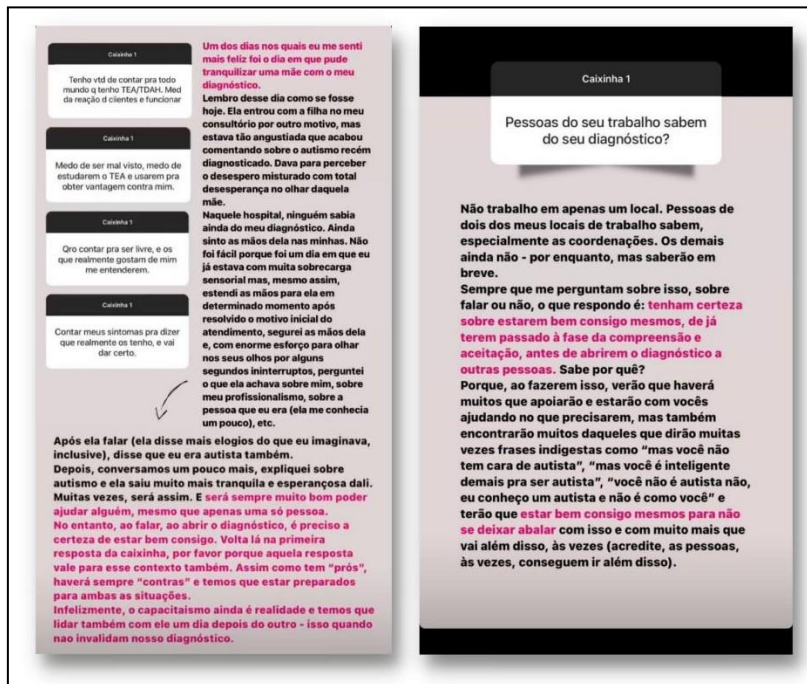 Caixinha 1
Tenho vtd de contar pra todo
mundo q tenho TEA/TDAH. Med
da reação d clientes e funcionar
Caixinha 1
Medo de ser mal visto, medo de
estudarem o TEA e usarem pra
obter vantagem contra mim.
Caixinha 1
Qro contar pra ser livre, e os
que realmente gostam de mim
me entenderem.
Caixinha 1
Contar meus sintomas pra dizer
que realmente os tenho, e vai
dar certo.
Um dos dias nos quais eu me senti
mais feliz foi o dia em que pude
tranquilizar uma mãe com o meu
diagnóstico.
Lembro desse dia como se fosse
hoje. Ela entrou com a filha no meu
consultório por outro motivo, mas
estava tão angustiada que acabou
comentando sobre o autismo recém
diagnosticado. Dava para perceber
o desespero misturado com total
desesperança no olhar daquela
mãe.
Naquele hospital, ninguém sabia
ainda do meu diagnóstico. Ainda
sinto as mãos dela nas minhas. Não
foi fácil porque foi um dia em que eu
já estava com muita sobrecarga
sensorial mas, mesmo assim,
estendi as mãos para ela em
determinado momento após
resolvido o motivo inicial do
atendimento, segurei as mãos dela
e, com enorme esforço para olhar
nos seus olhos por alguns
segundos ininterruptos, perguntei
o que ela achava sobre mim, sobre
meu profissionalismo, sobre a
pessoa que eu era (ela me conhecia
um pouco), etc.
Após ela falar (ela disse mais elogios do que eu imaginava,
inclusive), disse que eu era autista também.
Depois, conversamos um pouco mais, expliquei sobre
autismo e ela saiu muito mais tranquila e esperançosa dali.
Muitas vezes, será assim. E será sempre muito bom poder
ajudar alguém, mesmo que apenas uma só pessoa.
No entanto, ao falar, ao abrir o diagnóstico, é preciso a
certeza de estar bem consigo. Volta lá na primeira
resposta da caixinha, por favor porque aquela resposta
vale para esse contexto também. Assim como tem “prós”,
haverá sempre “contras” e temos que estar preparados
para ambas as situações.
Infelizmente, o capacitaismo ainda é realidade e temos que
lidar também com ele um dia depois do outro - isso quando
nao invalidam nosso diagnóstico.
Caixinha 1
Pessoas do seu trabalho sabem
do seu diagnóstico?
Não trabalho em apenas um local. Pessoas de
dois dos meus locais de trabalho sabem,
especialmente as coordenações. Os demais
ainda não - por enquanto, mas saberão em
breve.
Sempre que me perguntam sobre isso, sobre
falar ou não, o que respondo é: tenham certeza
sobre estarem bem consigo mesmos, de já
terem passado à fase da compreensão e
aceitação, antes de abrirem o diagnóstico a
outras pessoas. Sabe por quê?
Porque, ao fazerem isso, verão que haverá
muitos que apoiarão e estarão com vocês
ajudando no que precisarem, mas também
encontrarão muitos daqueles que dirão muitas
vezes frases indigestas como “mas você não
tem cara de autista”, “mas você é inteligente
demais pra ser autista”, “você não é autista não,
eu conheço um autista e não é como você” e
terão que estar bem consigo mesmos para não
se deixar abalar com isso e com muito mais que
vai além disso, às vezes (acredite, as pessoas,
às vezes, conseguem ir além disso).